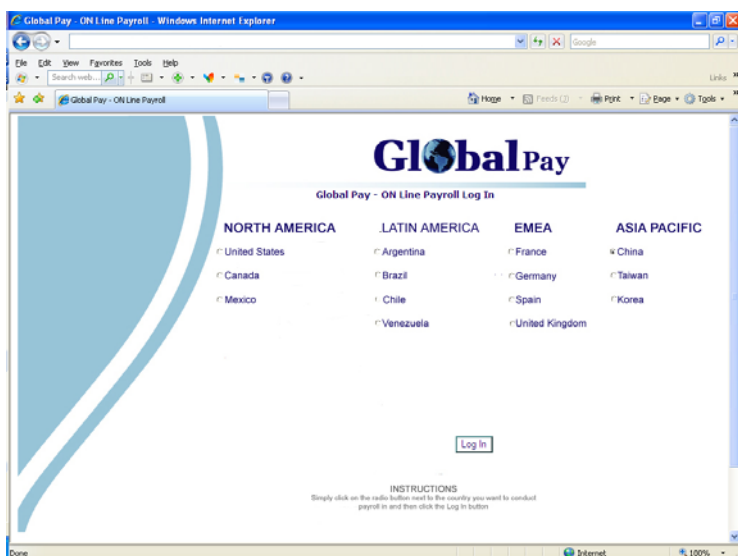 Global Pay - ON Line Payroll - Windows Internet Explorer
Google
File Edit View Favorites Tools Help
Search web...
Links
Global Pay - ON Line Payroll
Home Feeds (J) Print Page Tools
Global Pay
Global Pay - ON Line Payroll Log In
NORTH AMERICA LATIN AMERICA EMEA ASIA PACIFIC
United States Argentina France China
Canada Brazil Germany Taiwan
Mexico Chile Spain Korea
Venezuela United Kingdom
Log In
INSTRUCTIONS
Simply click on the radio button next to the country you want to conduct
payroll in and then click the Log In button
Done Internet 100%